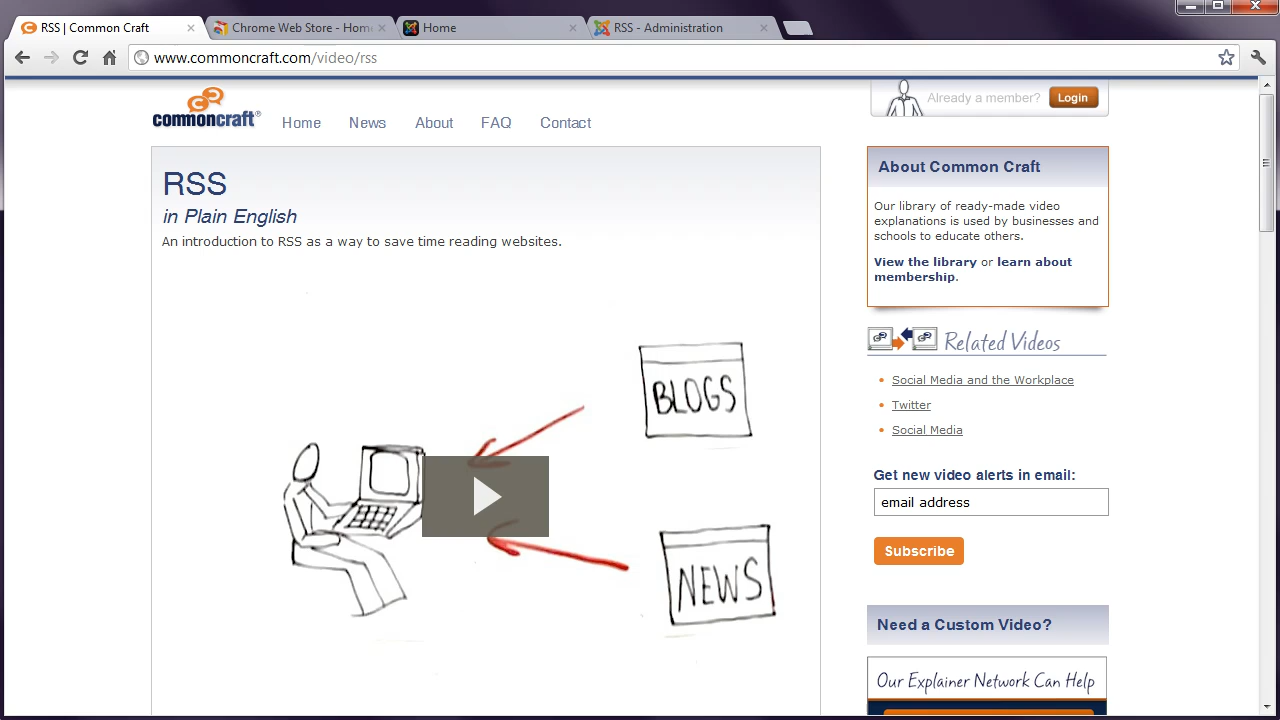 RSS | Common Craft
Chrome Web Store - Hom
Home
RSS - Administration
www.commoncraft.com/video/rss
commoncraft®
Home News About FAQ Contact
Already a member? Login
RSS
in Plain English
An introduction to RSS as a way to save time reading websites.
BLOGS
NEWS
About Common Craft
Our library of ready-made video
explanations is used by businesses and
schools to educate others.
View the library or learn about
membership.
Related Videos
Social Media and the Workplace
Twitter
Social Media
Get new video alerts in email:
email address
Subscribe
Need a Custom Video?
Our Explainer Network Can Help